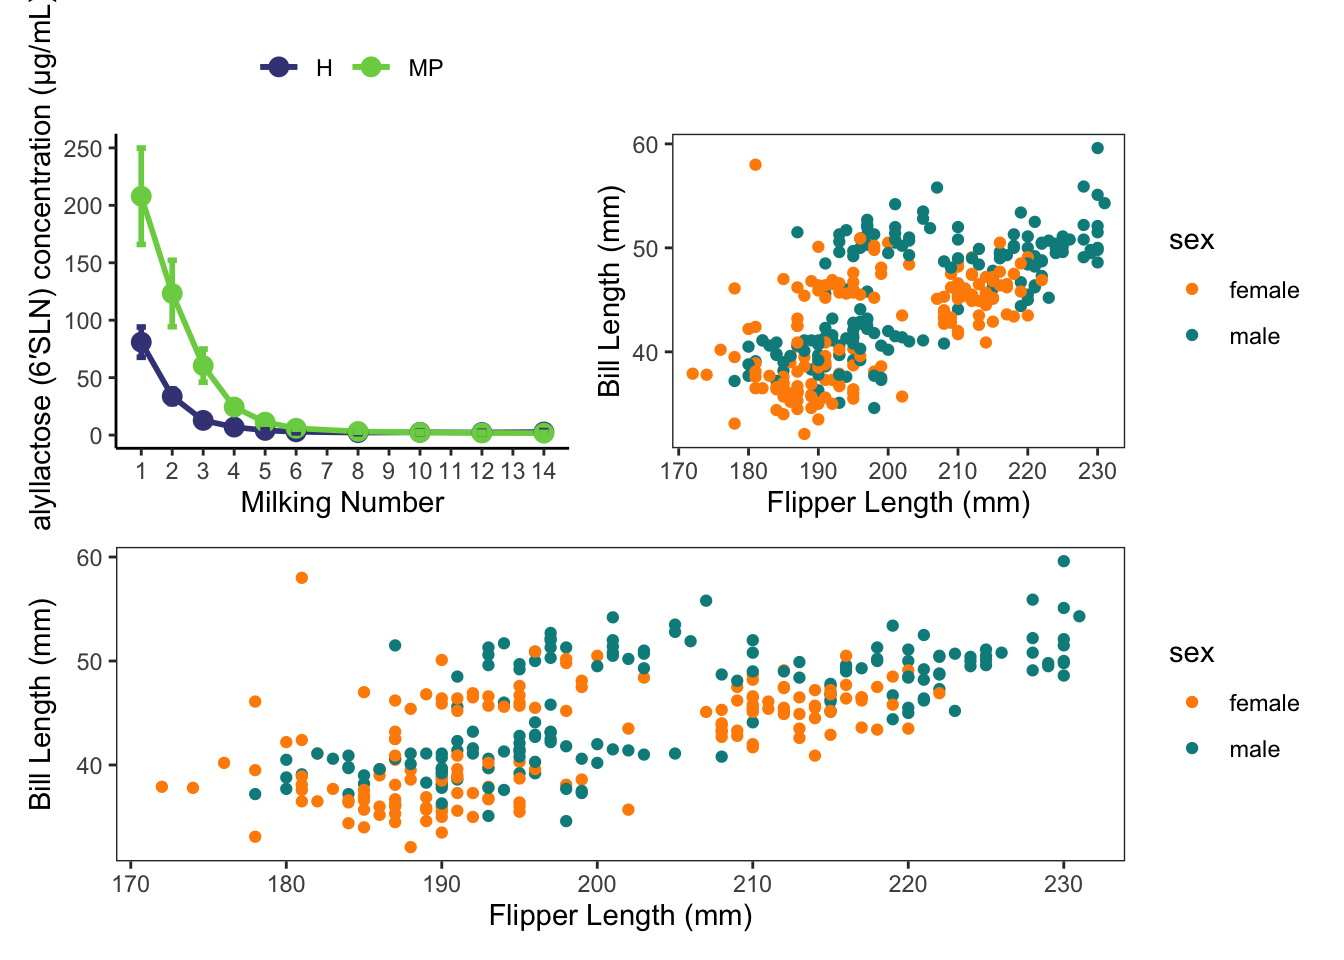 H MP
alyllactose (6'SLN) concentration (µg/mL)
250
200
150
100
50
0
1 2 3 4 5 6 7 8 9 10 11 12 13 14
Milking Number
Bill Length (mm)
60
50
40
170 180 190 200 210 220 230
Flipper Length (mm)
sex
female
male
Bill Length (mm)
60
50
40
170 180 190 200 210 220 230
Flipper Length (mm)
sex
female
male